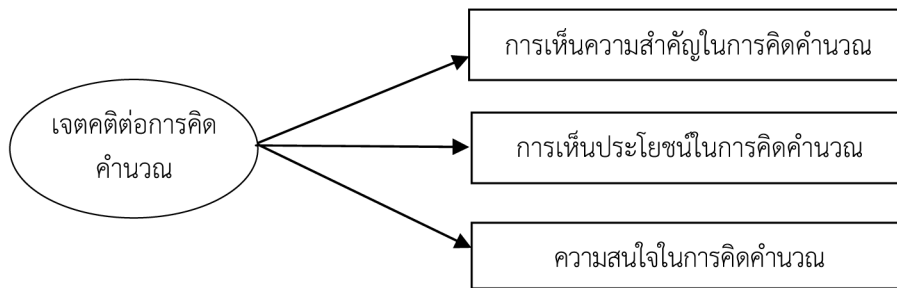 การเห็นความสำคัญในการคิดคำนวณ
เจตคติต่อการคิด
คำนวณ
การเห็นประโยชน์ในการคิดคำนวณ
ความสนใจในการคิดคำนวณ